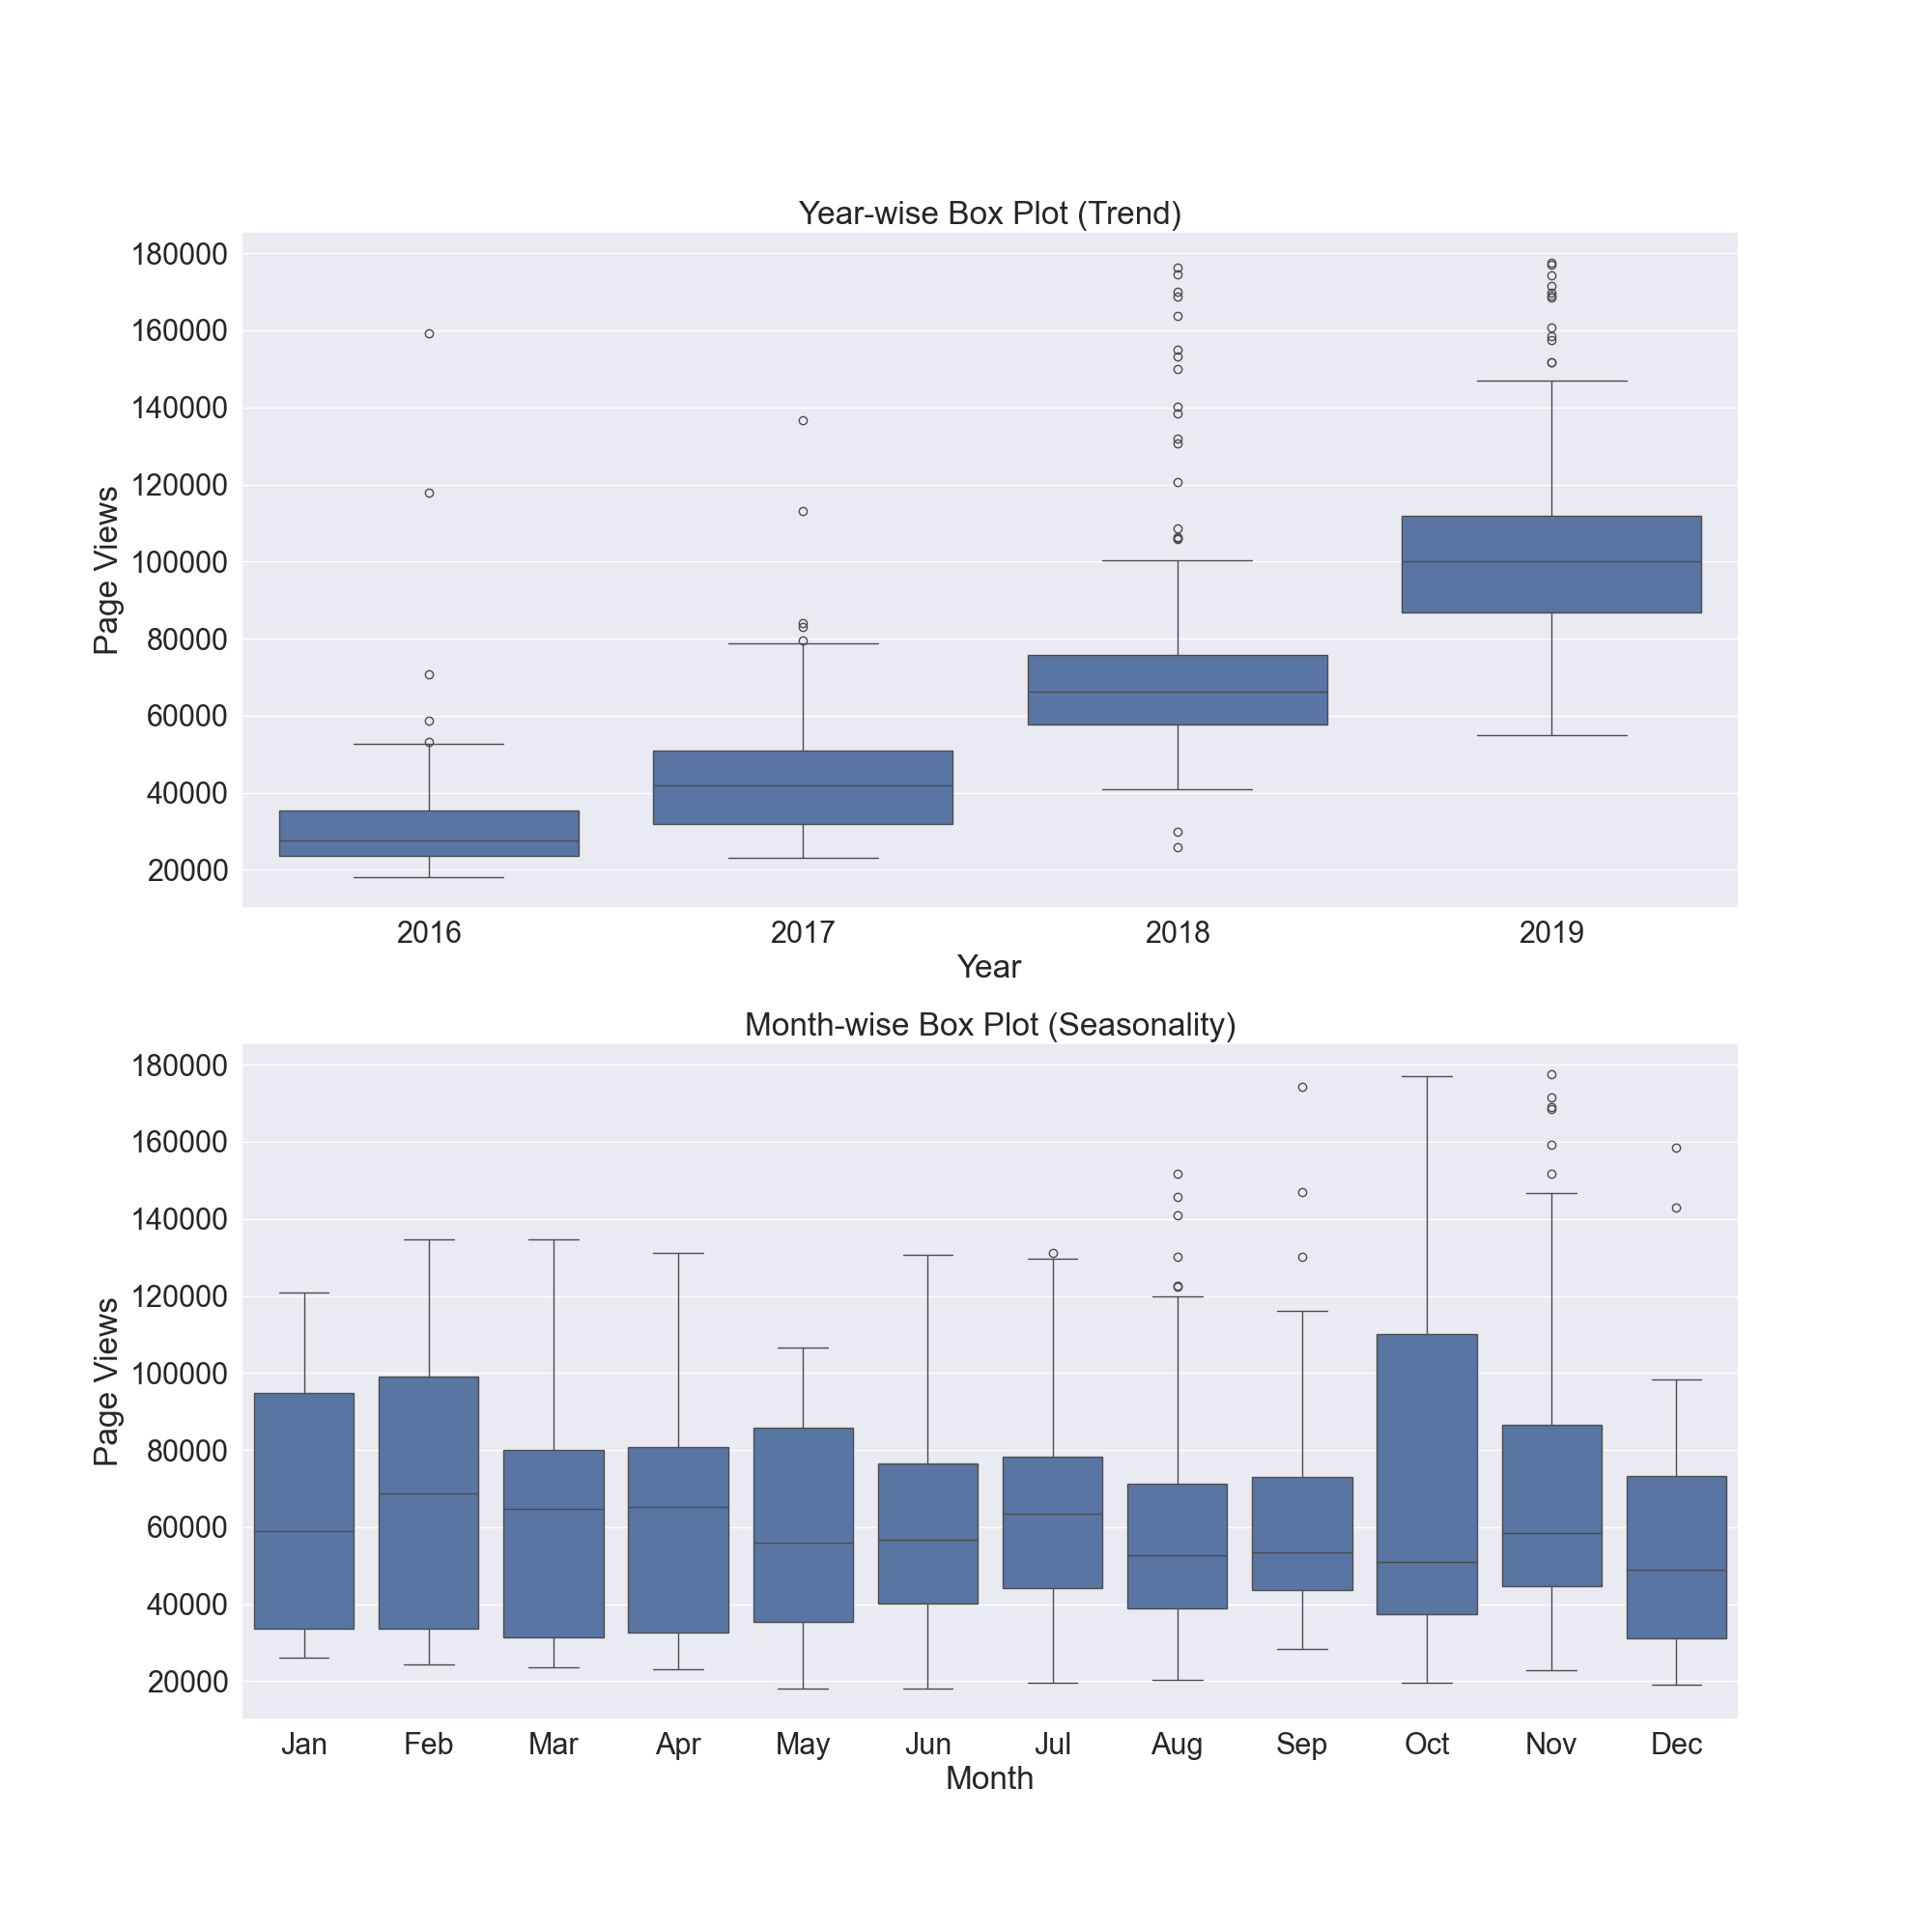 Year-wise Box Plot (Trend)
180000
160000
140000
120000
100000
80000
60000
40000
20000
Page Views
2016 2017 2018 2019
Year
Month-wise Box Plot (Seasonality)
180000
160000
140000
120000
100000
80000
60000
40000
20000
Page Views
Jan Feb Mar Apr May Jun Jul Aug Sep Oct Nov Dec
Month